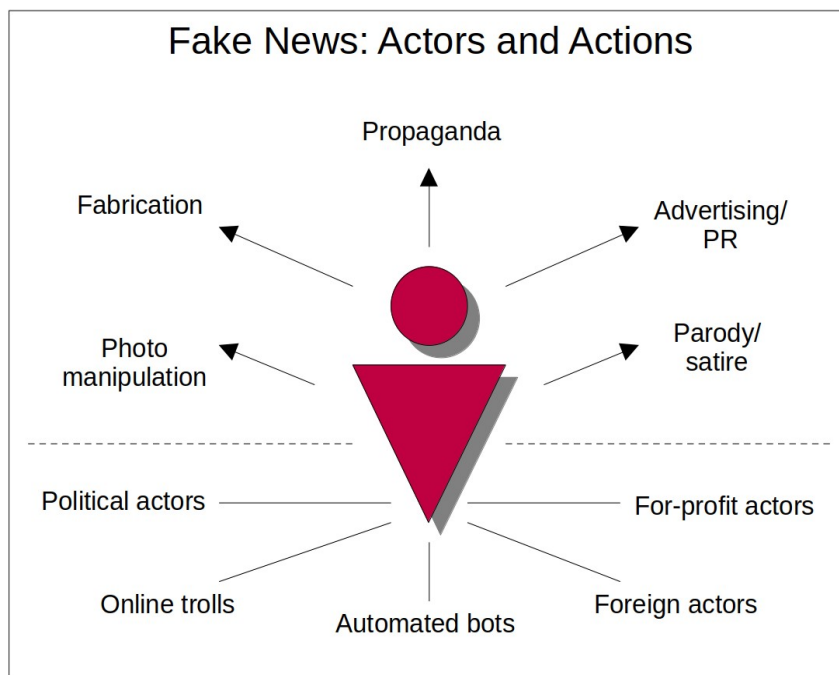 Fake News: Actors and Actions
Propaganda
Fabrication
Advertising/
PR
Photo
manipulation
Parody/
satire
Political actors
For-profit actors
Online trolls
Automated bots
Foreign actors